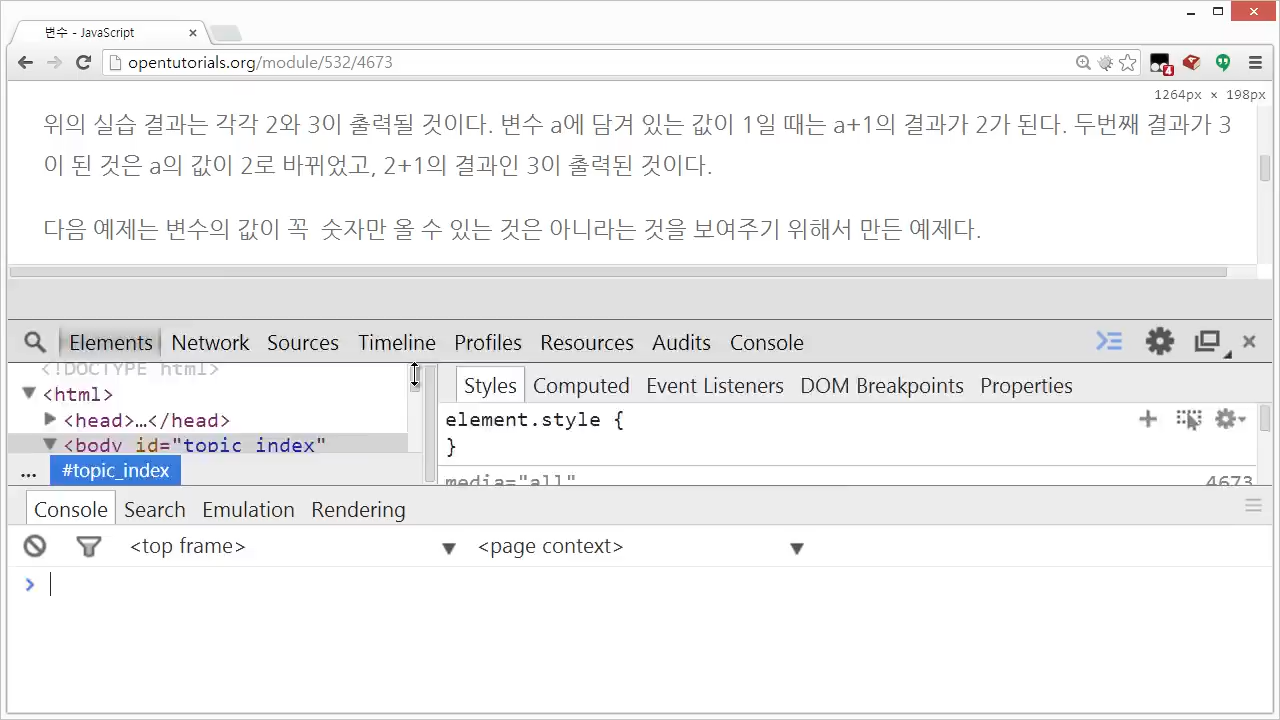 변수 - JavaScript
opentutorials.org/module/532/4673
4
1264px × 198px
위의 실습 결과는 각각 2와 3이 출력될 것이다. 변수 a에 담겨 있는 값이 1일 때는 a+1의 결과가 2가 된다. 두번째 결과가 3
이 된 것은 a의 값이 2로 바뀌었고, 2+1의 결과인 3이 출력된 것이다.
다음 예제는 변수의 값이 꼭 숫자만 올 수 있는 것은 아니라는 것을 보여주기 위해서 만든 예제다.
Elements Network Sources Timeline Profiles Resources Audits Console
<!DOCTYPE html>
<html>
<head>…</head>
<body id="topic_index"
... #topic_index
Styles Computed Event Listeners DOM Breakpoints Properties
element.style {
}
media="all" 4673
Console Search Emulation Rendering
<top frame> <page context>